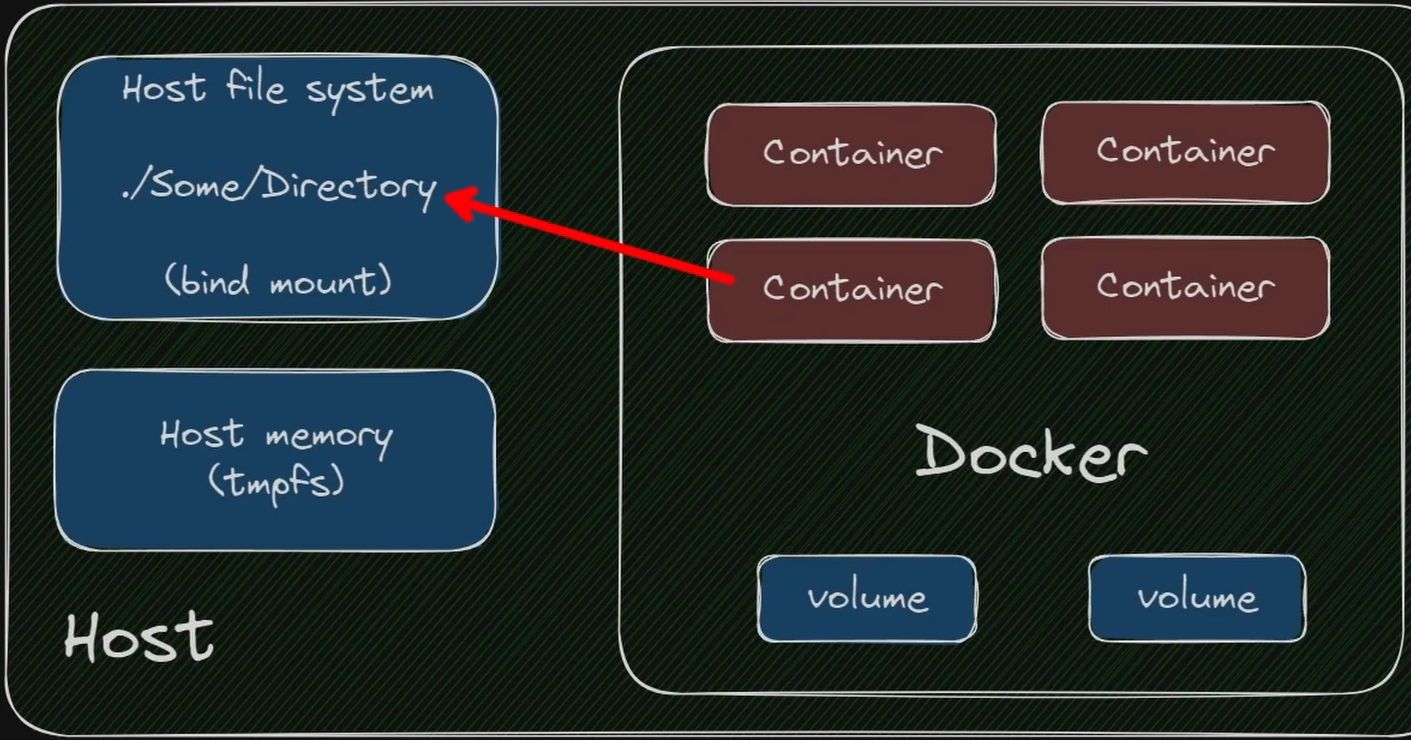 Host file system
./Some/Directory
(bind mount)
Container
Container
Container
Container
Host memory
(tmpfs)
Docker
volume
volume
Host